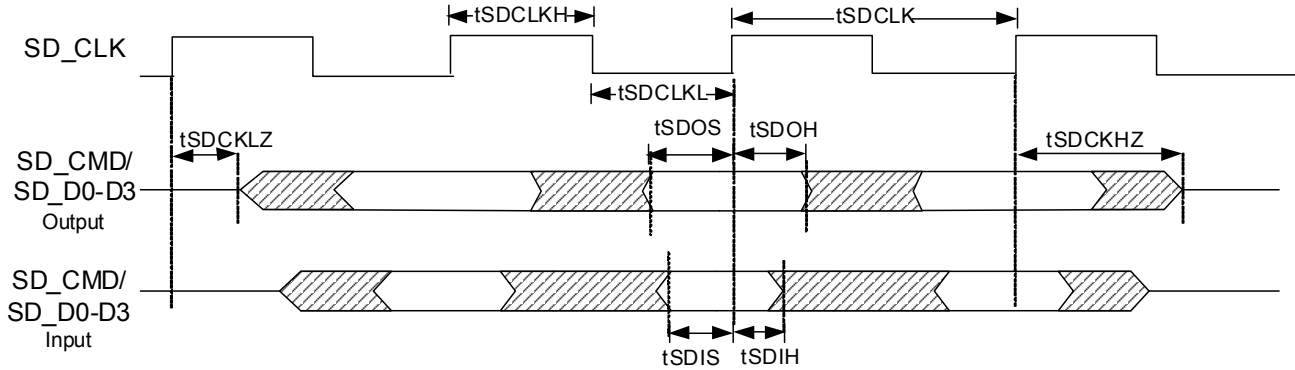 tSDCLKH
tSDCLK
SD_CLK
tSDCLKL
tSDCKLZ
tSDOS
tSDOH
tSDCKHZ
SD_CMD/
SD_D0-D3
Output
SD_CMD/
SD_D0-D3
Input
tSDIS
tSDIH